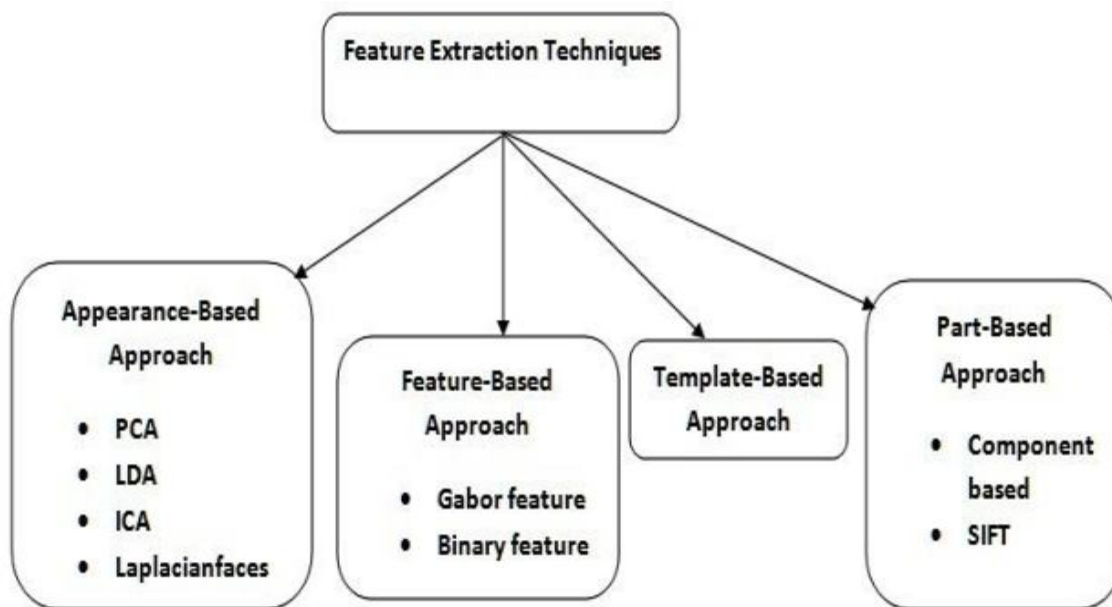 Feature Extraction Techniques
Appearance-Based
Approach
• PCA
• LDA
• ICA
• Laplacianfaces
Feature-Based
Approach
• Gabor feature
• Binary feature
Template-Based
Approach
Part-Based
Approach
• Component
based
• SIFT